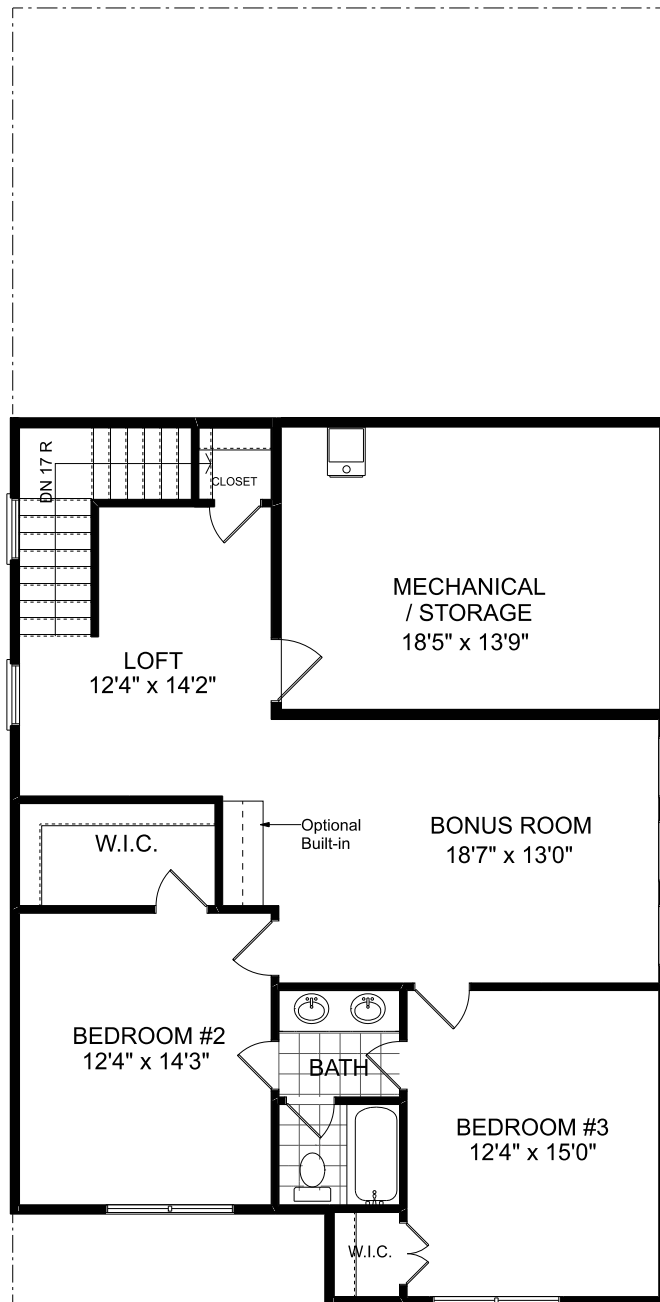 DN 17 R
CLOSET
MECHANICAL
/ STORAGE
18'5" x 13'9"
LOFT
12'4" x 14'2"
W.I.C.
Optional
Built-in
BONUS ROOM
18'7" x 13'0"
BEDROOM #2
12'4" x 14'3"
BATH
BEDROOM #3
12'4" x 15'0"
W.I.C.